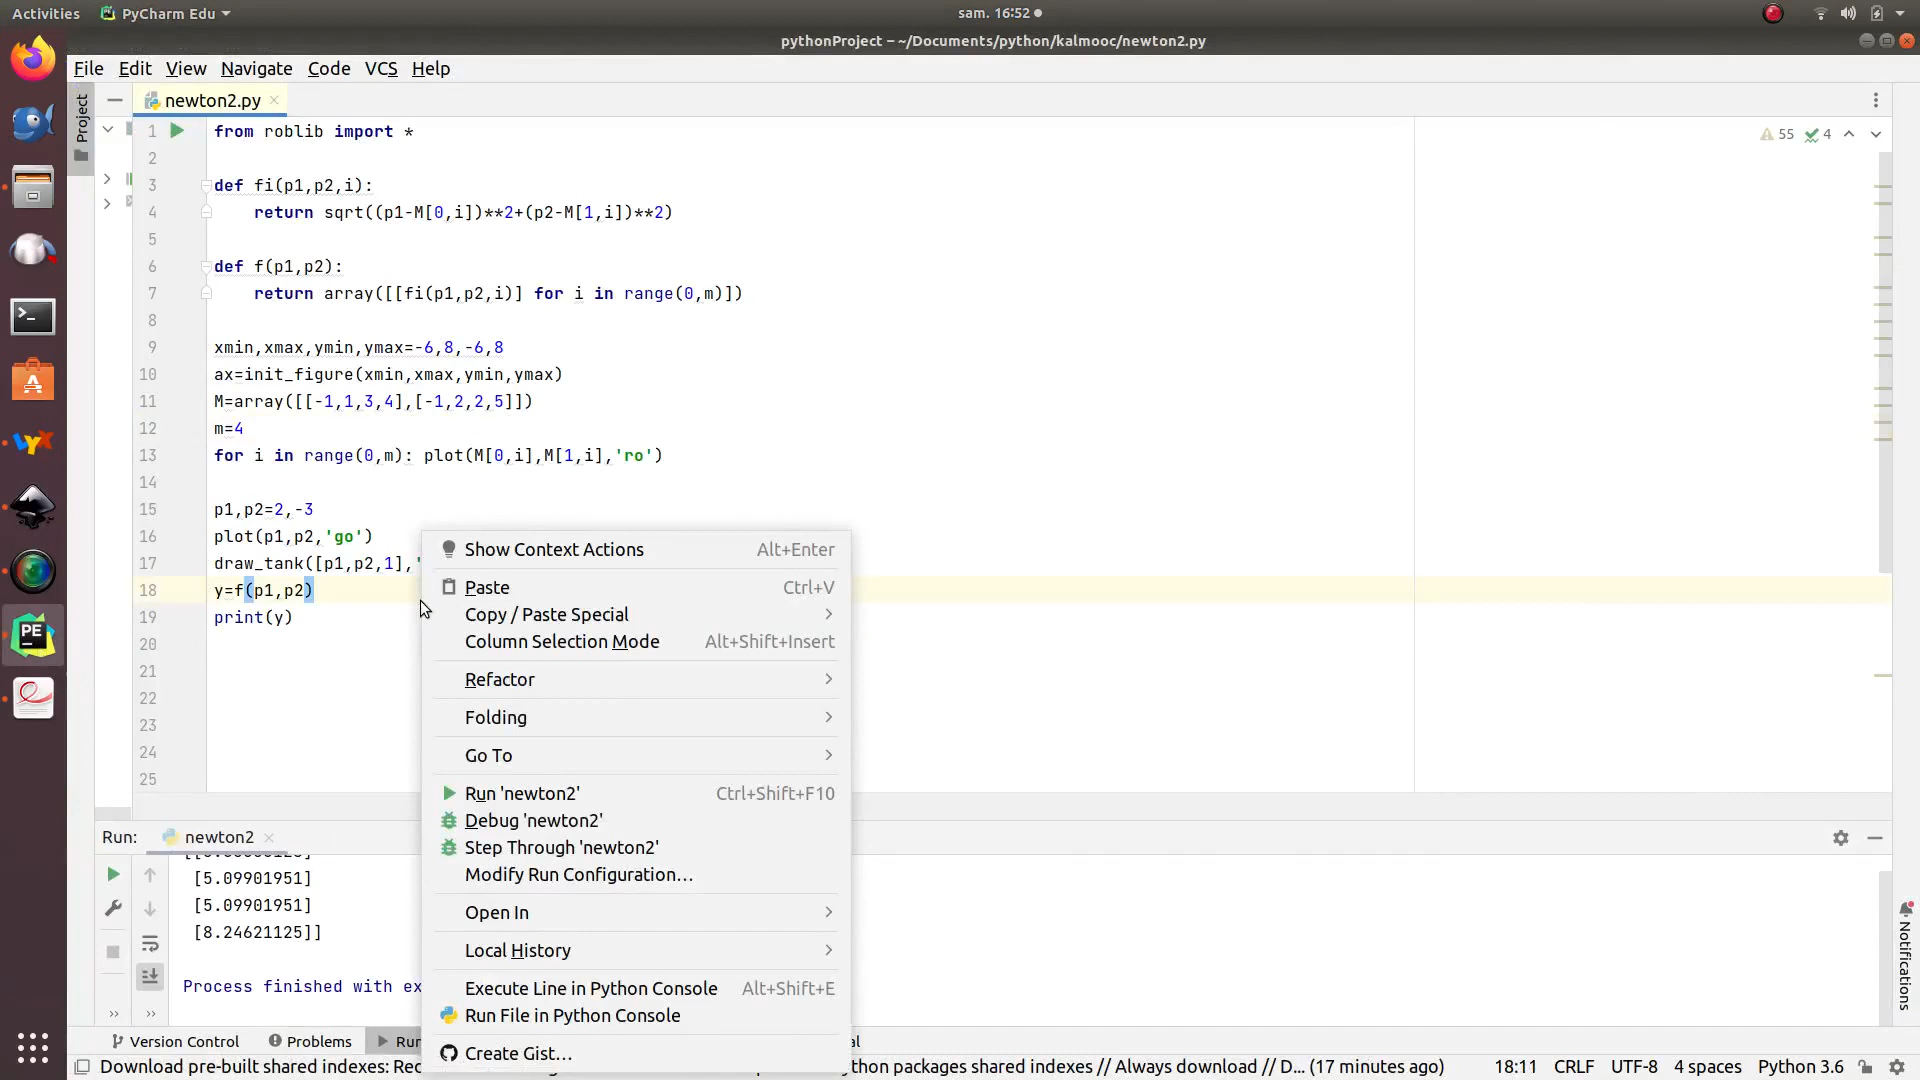 Activities
PyCharm Edu
sam. 16:52
pythonProject – ~/Documents/python/kalmooc/newton2.py
File Edit View Navigate Code VCS Help
Project
newton2.py
55 4
1 from roblib import *
2
3 def fi(p1,p2,i):
4 return sqrt((p1-M[0,i])**2+(p2-M[1,i])**2)
5
6 def f(p1,p2):
7 return array([[fi(p1,p2,i)] for i in range(0,m)])
8
9 xmin,xmax,ymin,ymax=-6,8,-6,8
10 ax=init_figure(xmin,xmax,ymin,ymax)
11 M=array([[-1,1,3,4],[-1,2,2,5]])
12 m=4
13 for i in range(0,m): plot(M[0,i],M[1,i],'ro')
14
15 p1,p2=2,-3
16 plot(p1,p2,'go')
17 draw_tank([p1,p2,1],'
18 y=f(p1,p2)
19 print(y)
20
21
22
23
24
25
Show Context Actions Alt+Enter
Paste Ctrl+V
Copy / Paste Special
Column Selection Mode Alt+Shift+Insert
Refactor
Folding
Go To
Run 'newton2' Ctrl+Shift+F10
Debug 'newton2'
Step Through 'newton2'
Modify Run Configuration...
Open In
Local History
Execute Line in Python Console Alt+Shift+E
Run File in Python Console
Create Gist...
Run: newton2
[5.09901951]
[5.09901951]
[8.24621125]]
Process finished with ex
Notifications
Version Control Problems Run
Download pre-built shared indexes: Rec
ython packages shared indexes // Always download // D... (17 minutes ago)
18:11 CRLF UTF-8 4 spaces Python 3.6
PE